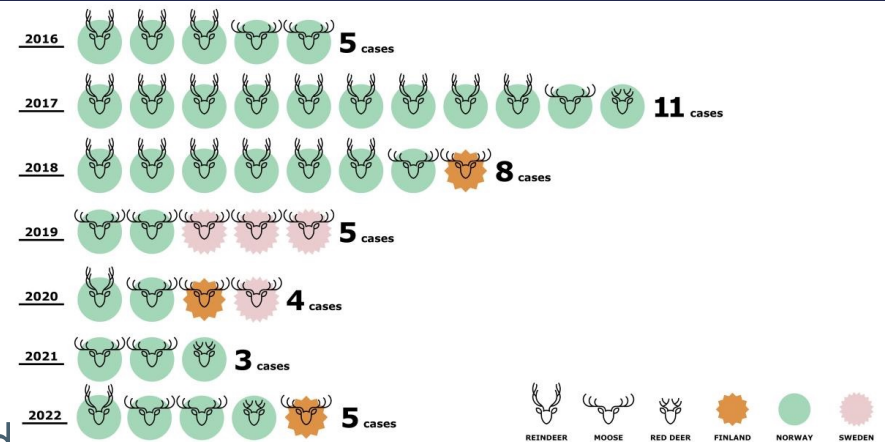 2016 5 cases
2017 11 cases
2018 8 cases
2019 5 cases
2020 4 cases
2021 3 cases
2022 5 cases
REINDEER MOOSE RED DEER FINLAND NORWAY SWEDEN